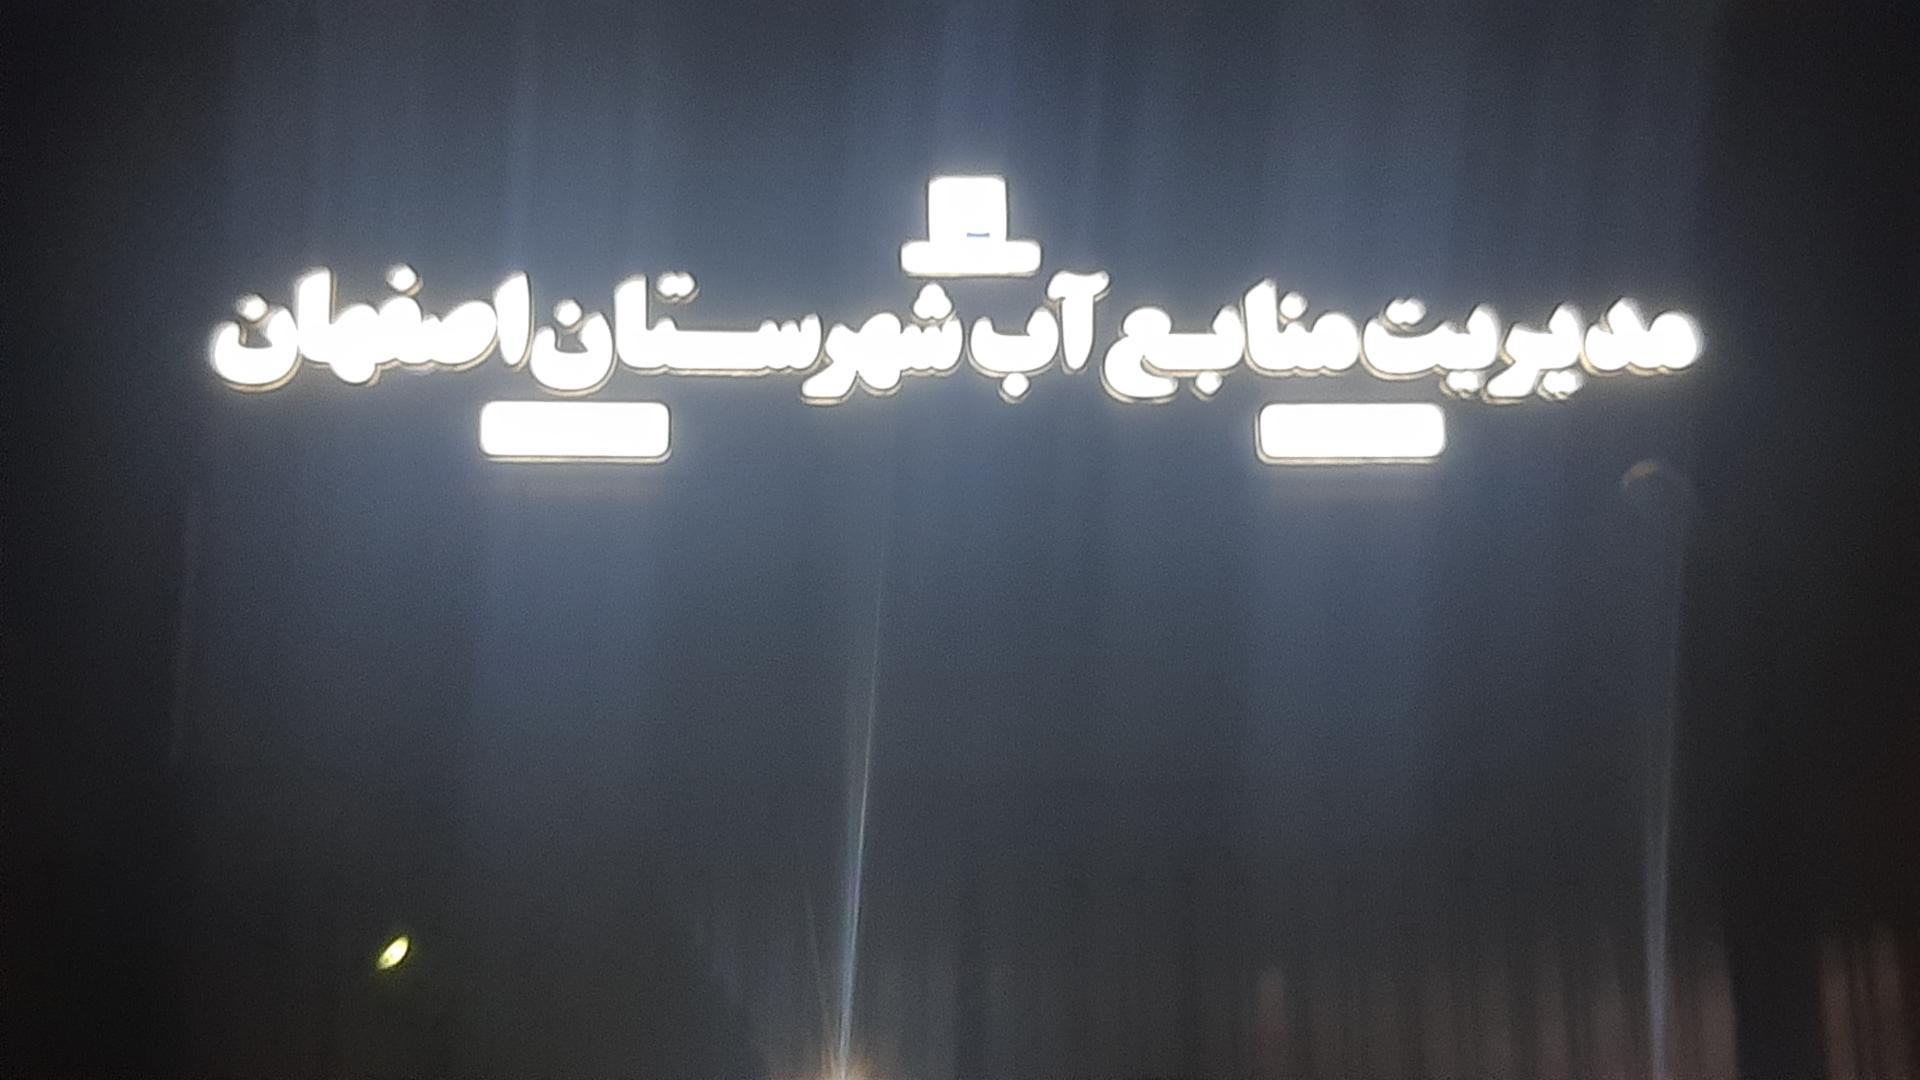 مدیریت منابع آب شهرستان اصفهان